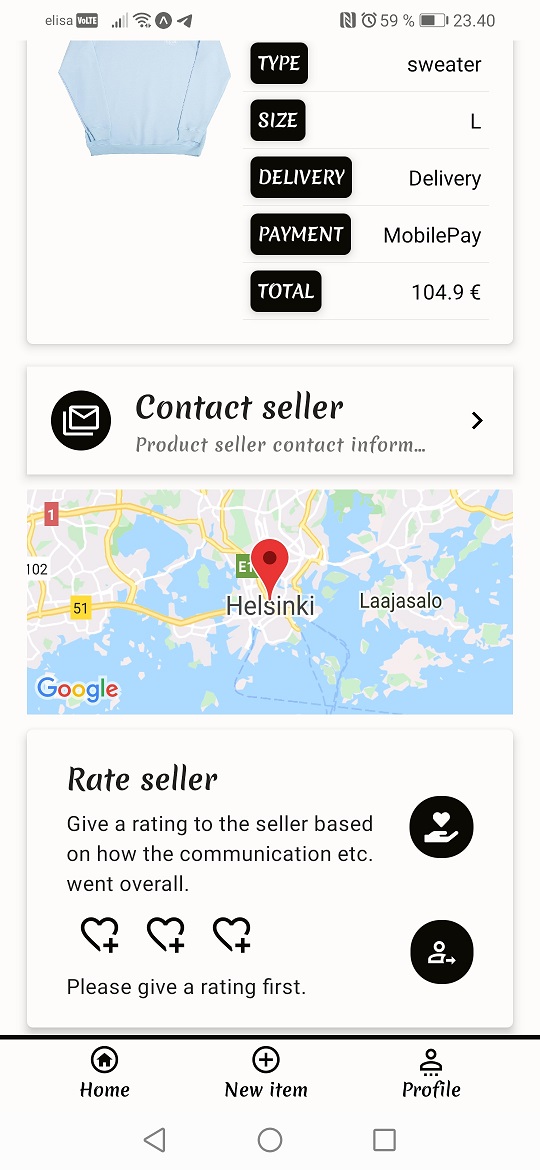 elisa VoLTE 59 % 23.40
TYPE sweater
SIZE L
DELIVERY Delivery
PAYMENT MobilePay
TOTAL 104.9 €
Contact seller
Product seller contact inform...
1
102
E1
51
Helsinki
Laajasalo
Google
Rate seller
Give a rating to the seller based
on how the communication etc.
went overall.
Please give a rating first.
Home New item Profile